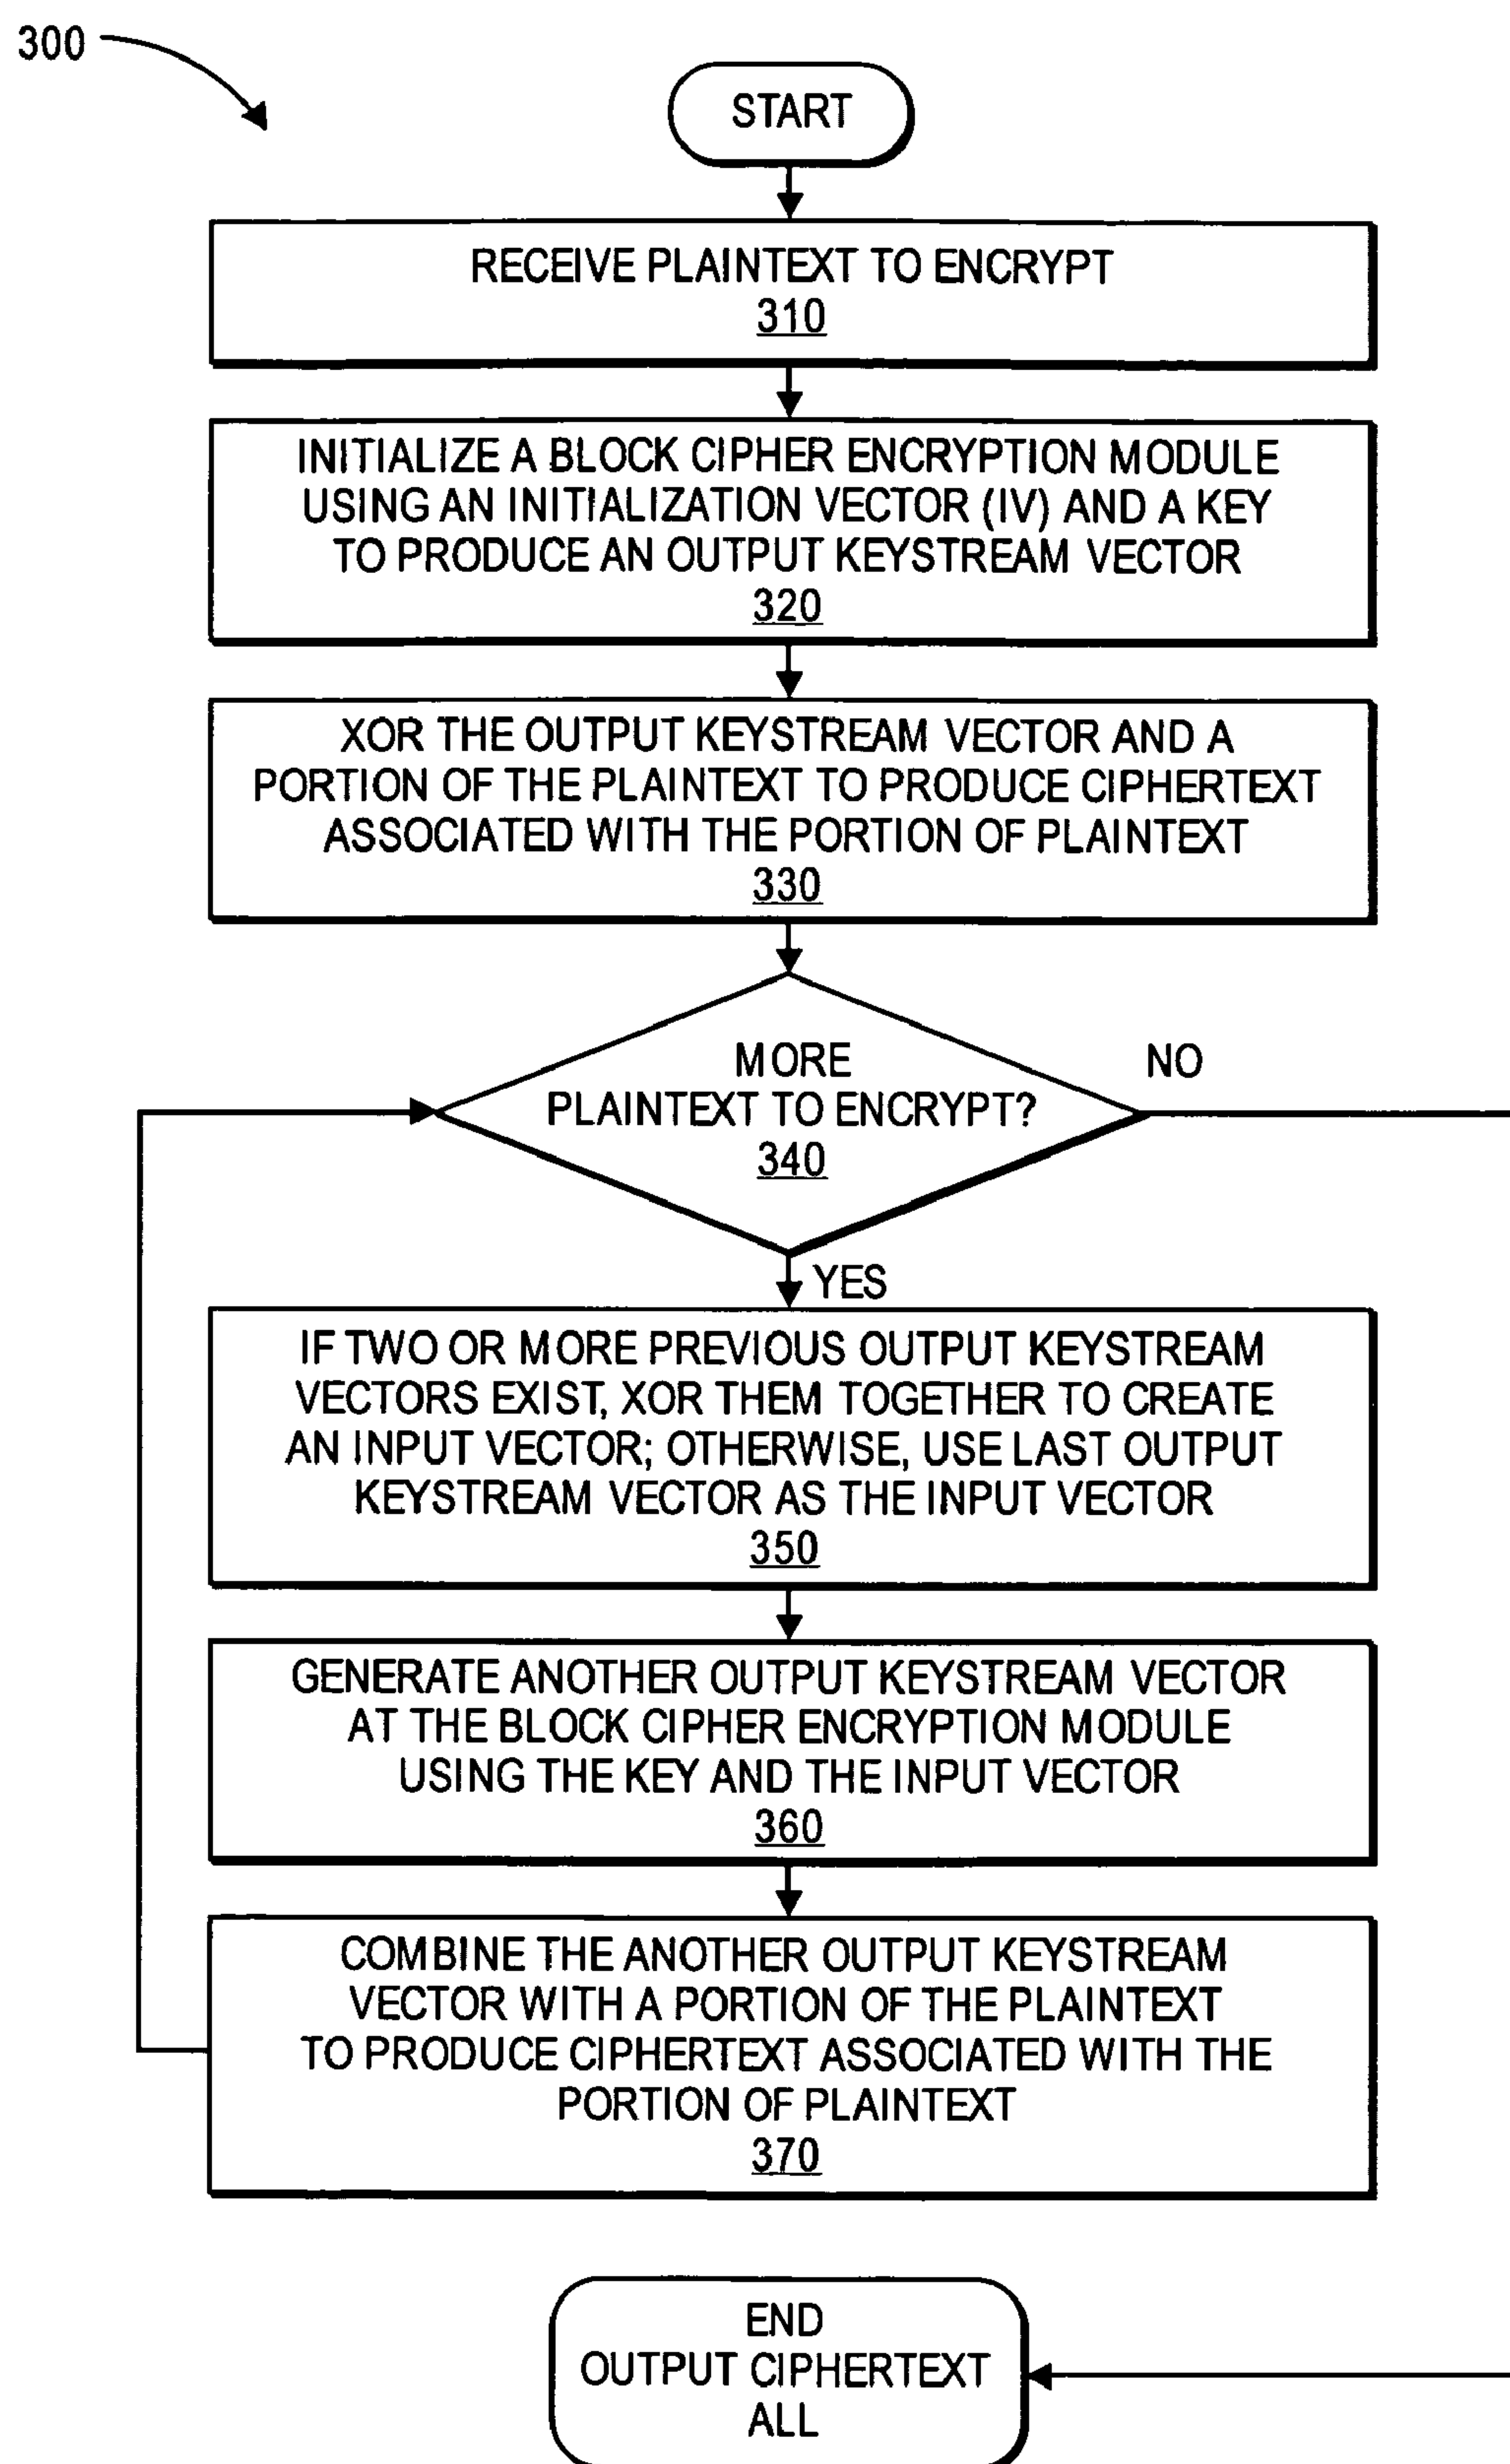 300
START
RECEIVE PLAINTEXT TO ENCRYPT
310
INITIALIZE A BLOCK CIPHER ENCRYPTION MODULE
USING AN INITIALIZATION VECTOR (IV) AND A KEY
TO PRODUCE AN OUTPUT KEYSTREAM VECTOR
320
XOR THE OUTPUT KEYSTREAM VECTOR AND A
PORTION OF THE PLAINTEXT TO PRODUCE CIPHERTEXT
ASSOCIATED WITH THE PORTION OF PLAINTEXT
330
MORE
PLAINTEXT TO ENCRYPT?
340
NO
YES
IF TWO OR MORE PREVIOUS OUTPUT KEYSTREAM
VECTORS EXIST, XOR THEM TOGETHER TO CREATE
AN INPUT VECTOR; OTHERWISE, USE LAST OUTPUT
KEYSTREAM VECTOR AS THE INPUT VECTOR
350
GENERATE ANOTHER OUTPUT KEYSTREAM VECTOR
AT THE BLOCK CIPHER ENCRYPTION MODULE
USING THE KEY AND THE INPUT VECTOR
360
COMBINE THE ANOTHER OUTPUT KEYSTREAM
VECTOR WITH A PORTION OF THE PLAINTEXT
TO PRODUCE CIPHERTEXT ASSOCIATED WITH THE
PORTION OF PLAINTEXT
370
END
OUTPUT CIPHERTEXT
ALL